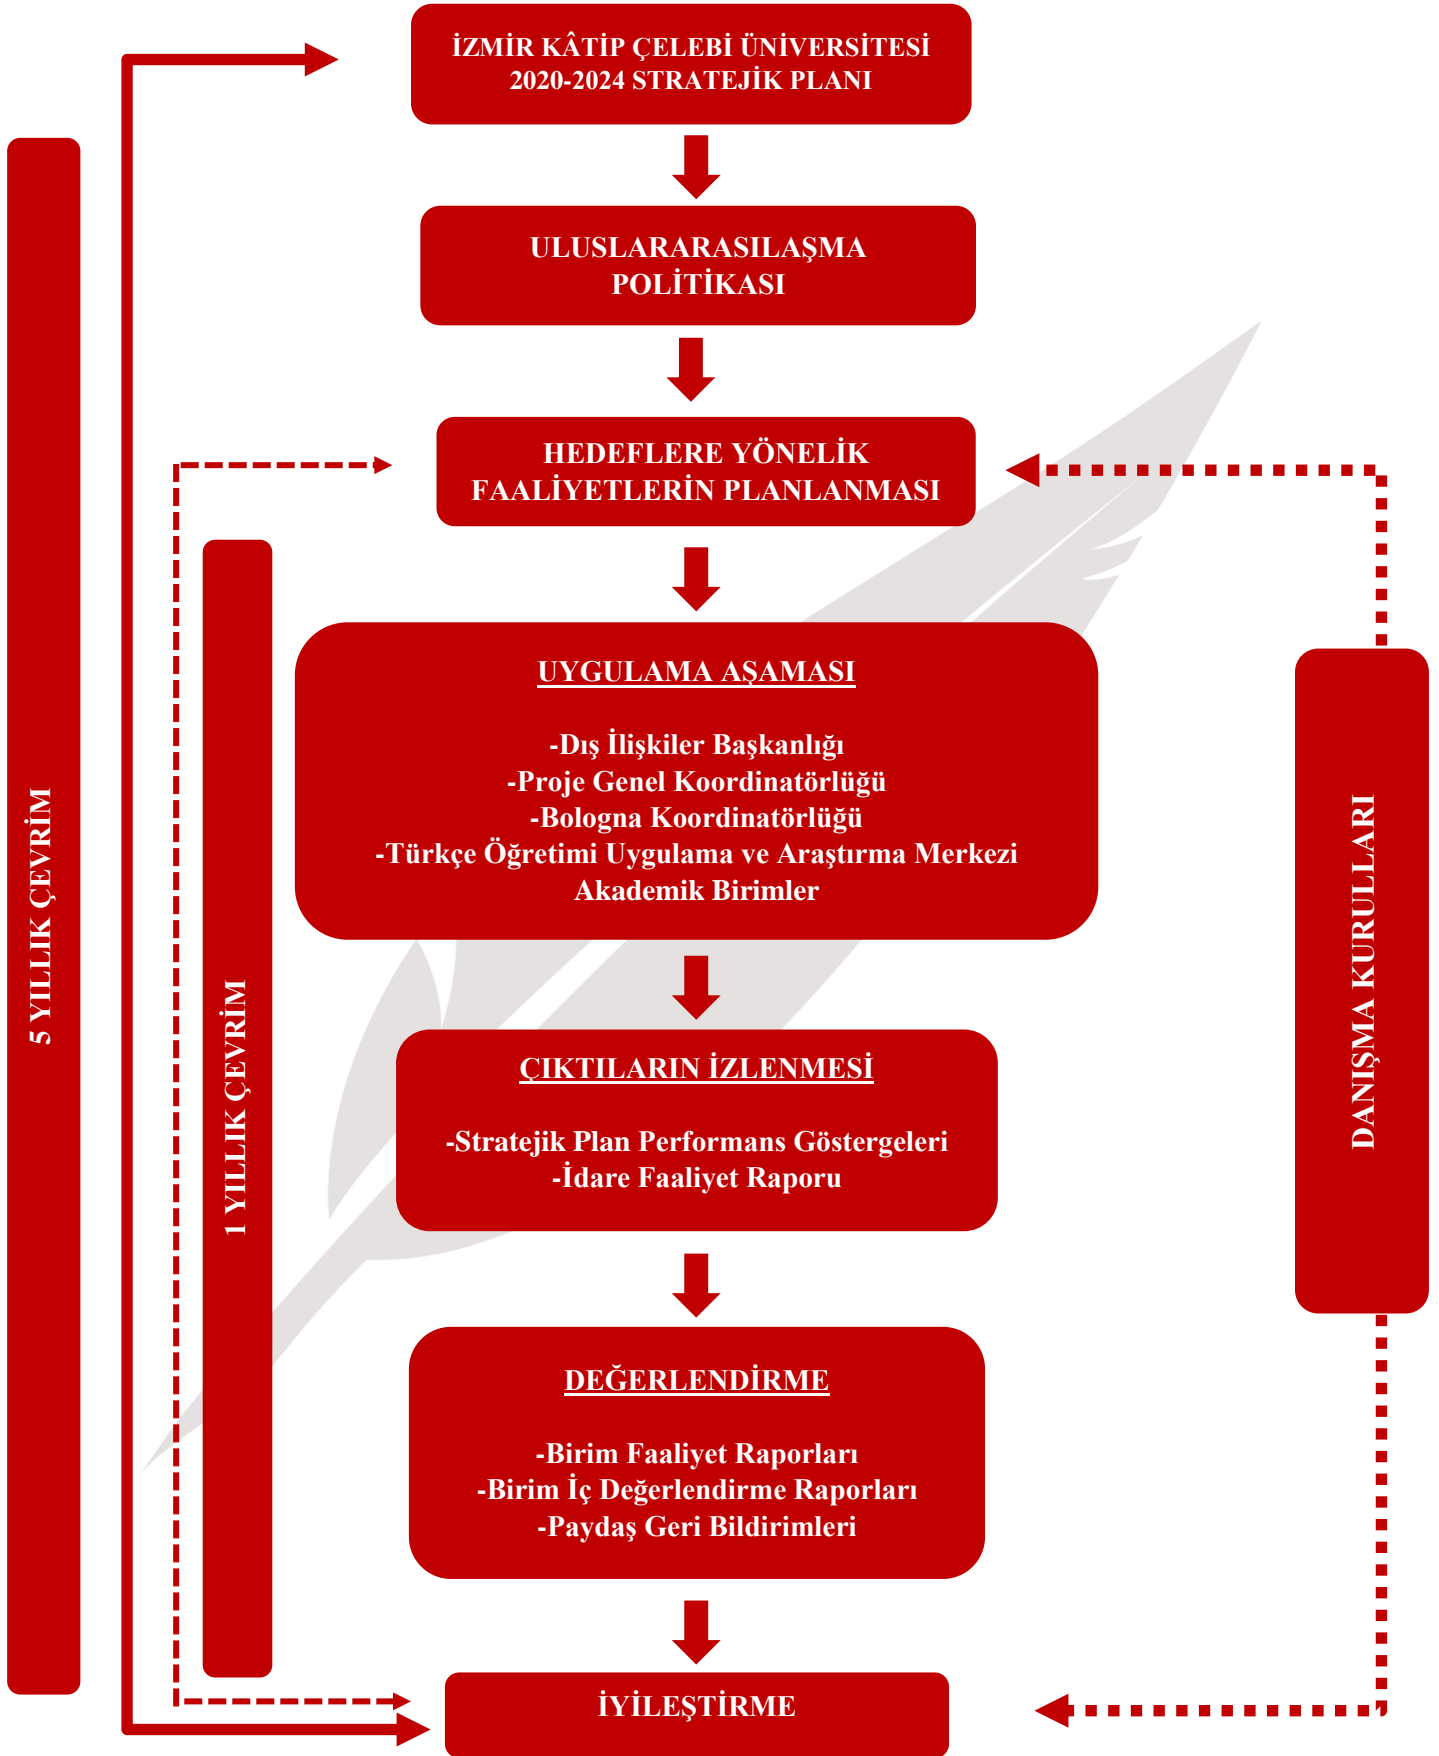 İZMİR KÂTİP ÇELEBİ ÜNİVERSİTESİ
2020-2024 STRATEJİK PLANI
ULUSLARARASILAŞMA
POLİTİKASI
HEDEFLERE YÖNELİK
FAALİYETLERİN PLANLANMASI
UYGULAMA AŞAMASI
-Dış İlişkiler Başkanlığı
-Proje Genel Koordinatörlüğü
-Bologna Koordinatörlüğü
-Türkçe Öğretimi Uygulama ve Araştırma Merkezi
Akademik Birimler
ÇIKTILARIN İZLENMESİ
-Stratejik Plan Performans Göstergeleri
-İdare Faaliyet Raporu
DEĞERLENDİRME
-Birim Faaliyet Raporları
-Birim İç Değerlendirme Raporları
-Paydaş Geri Bildirimleri
İYİLEŞTİRME
5 YILLIK ÇEVRİM
1 YILLIK ÇEVRİM
DANIŞMA KURULLARI